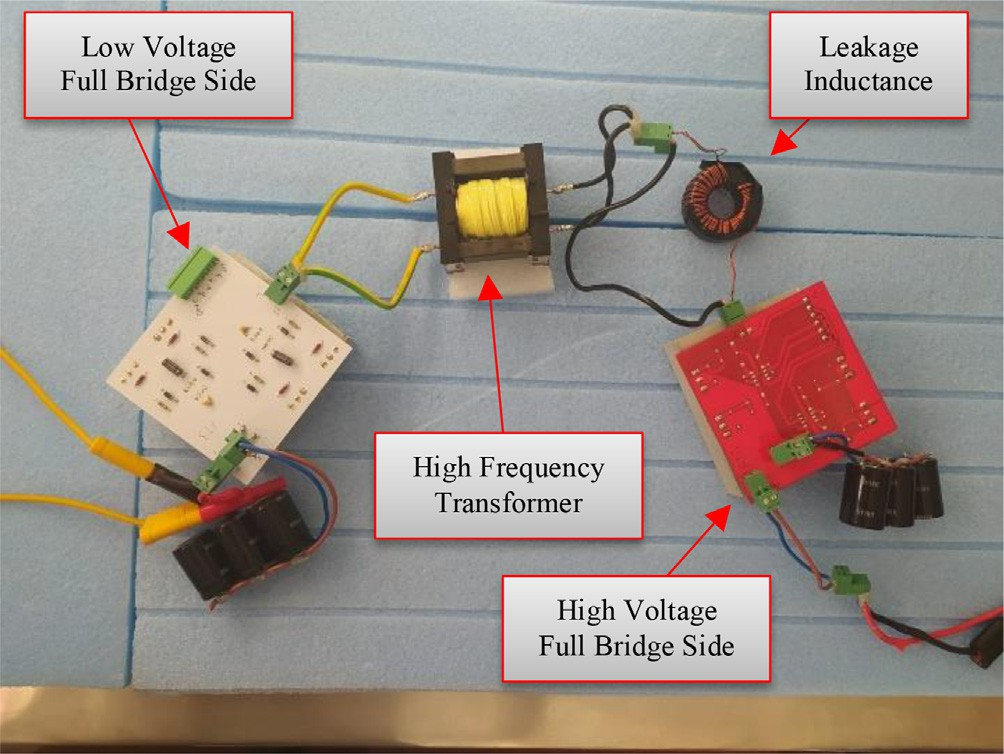 Low Voltage
Full Bridge Side
Leakage
Inductance
High Frequency
Transformer
High Voltage
Full Bridge Side